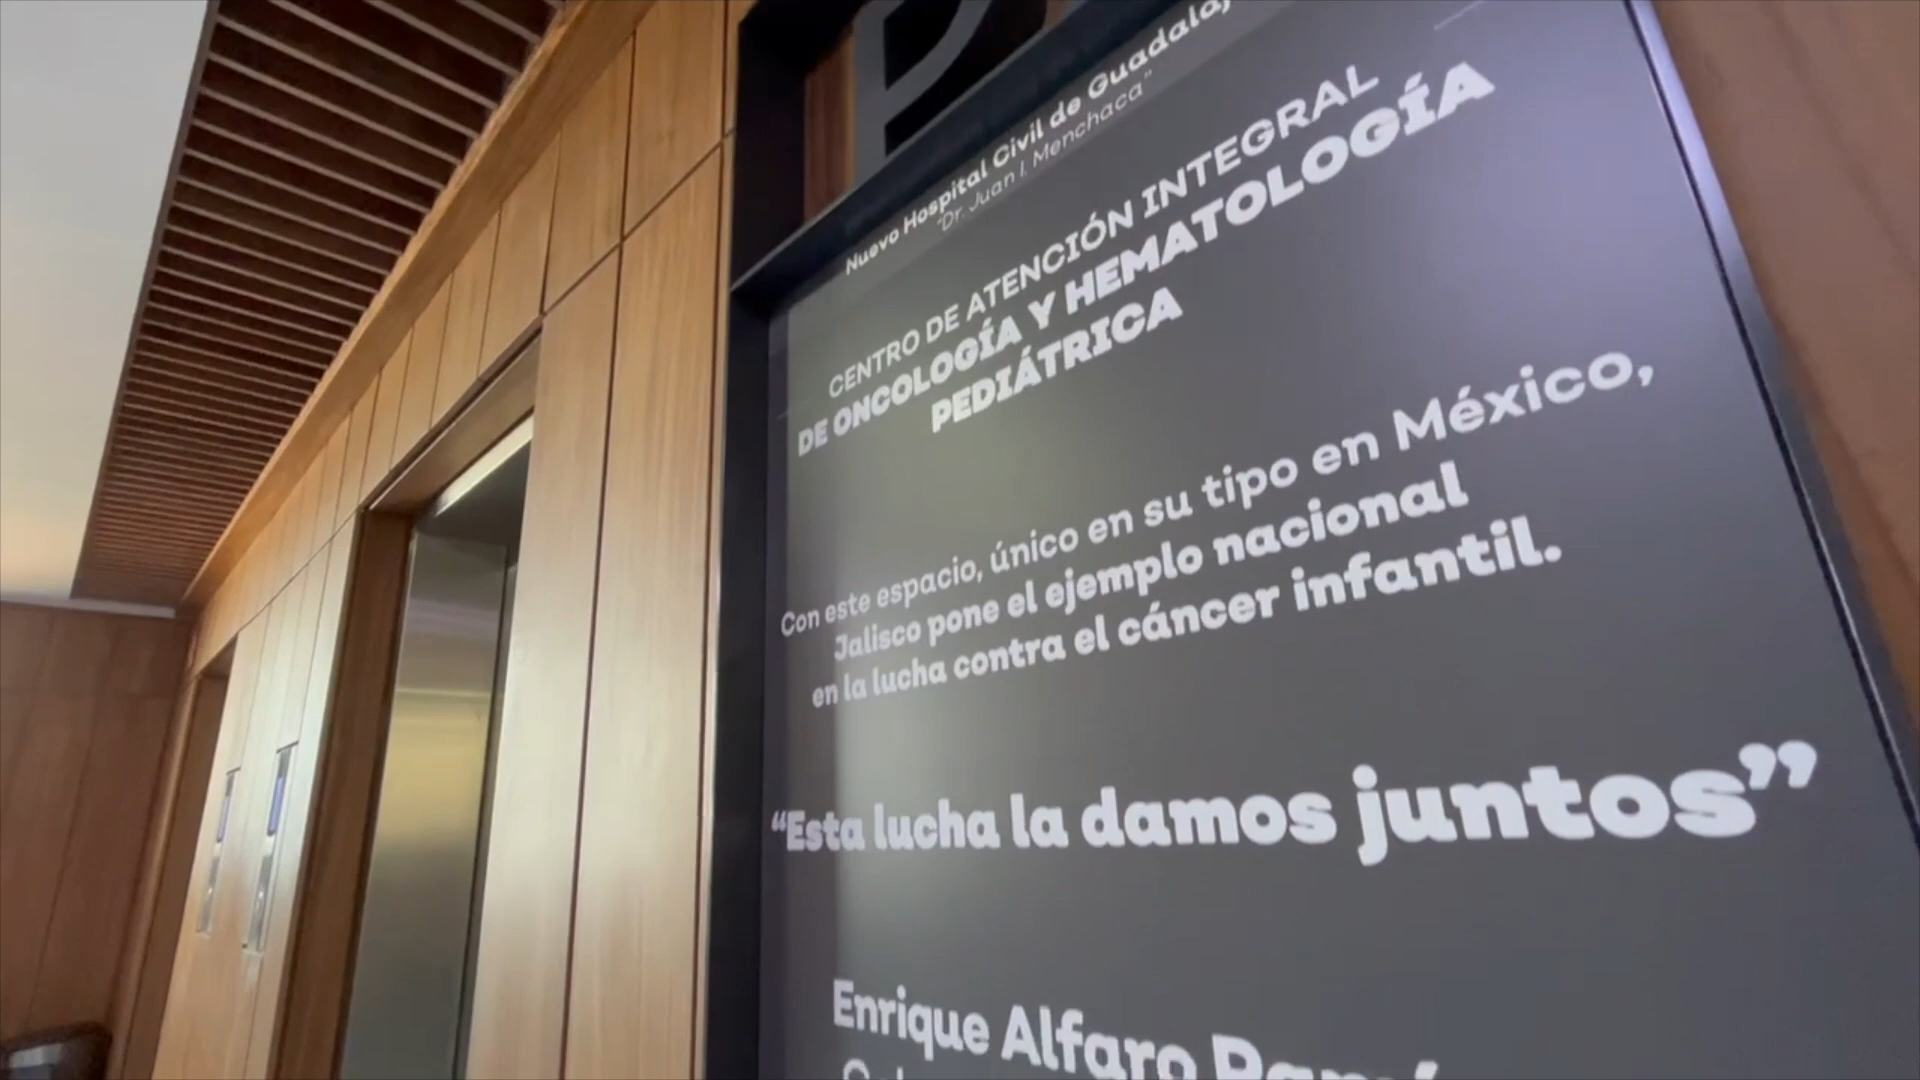 Nuevo Hospital Civil de
"Dr. Juan I. Menchaca"
CENTRO DE ATENCIÓN INTEGRAL
DE ONCOLOGÍA Y HEMATOLOGÍA
PEDIÁTRICA
Con este espacio, único en su tipo en México,
Jalisco pone el ejemplo nacional
en la lucha contra el cáncer infantil.
“Esta lucha la damos juntos”
Enrique Alfaro